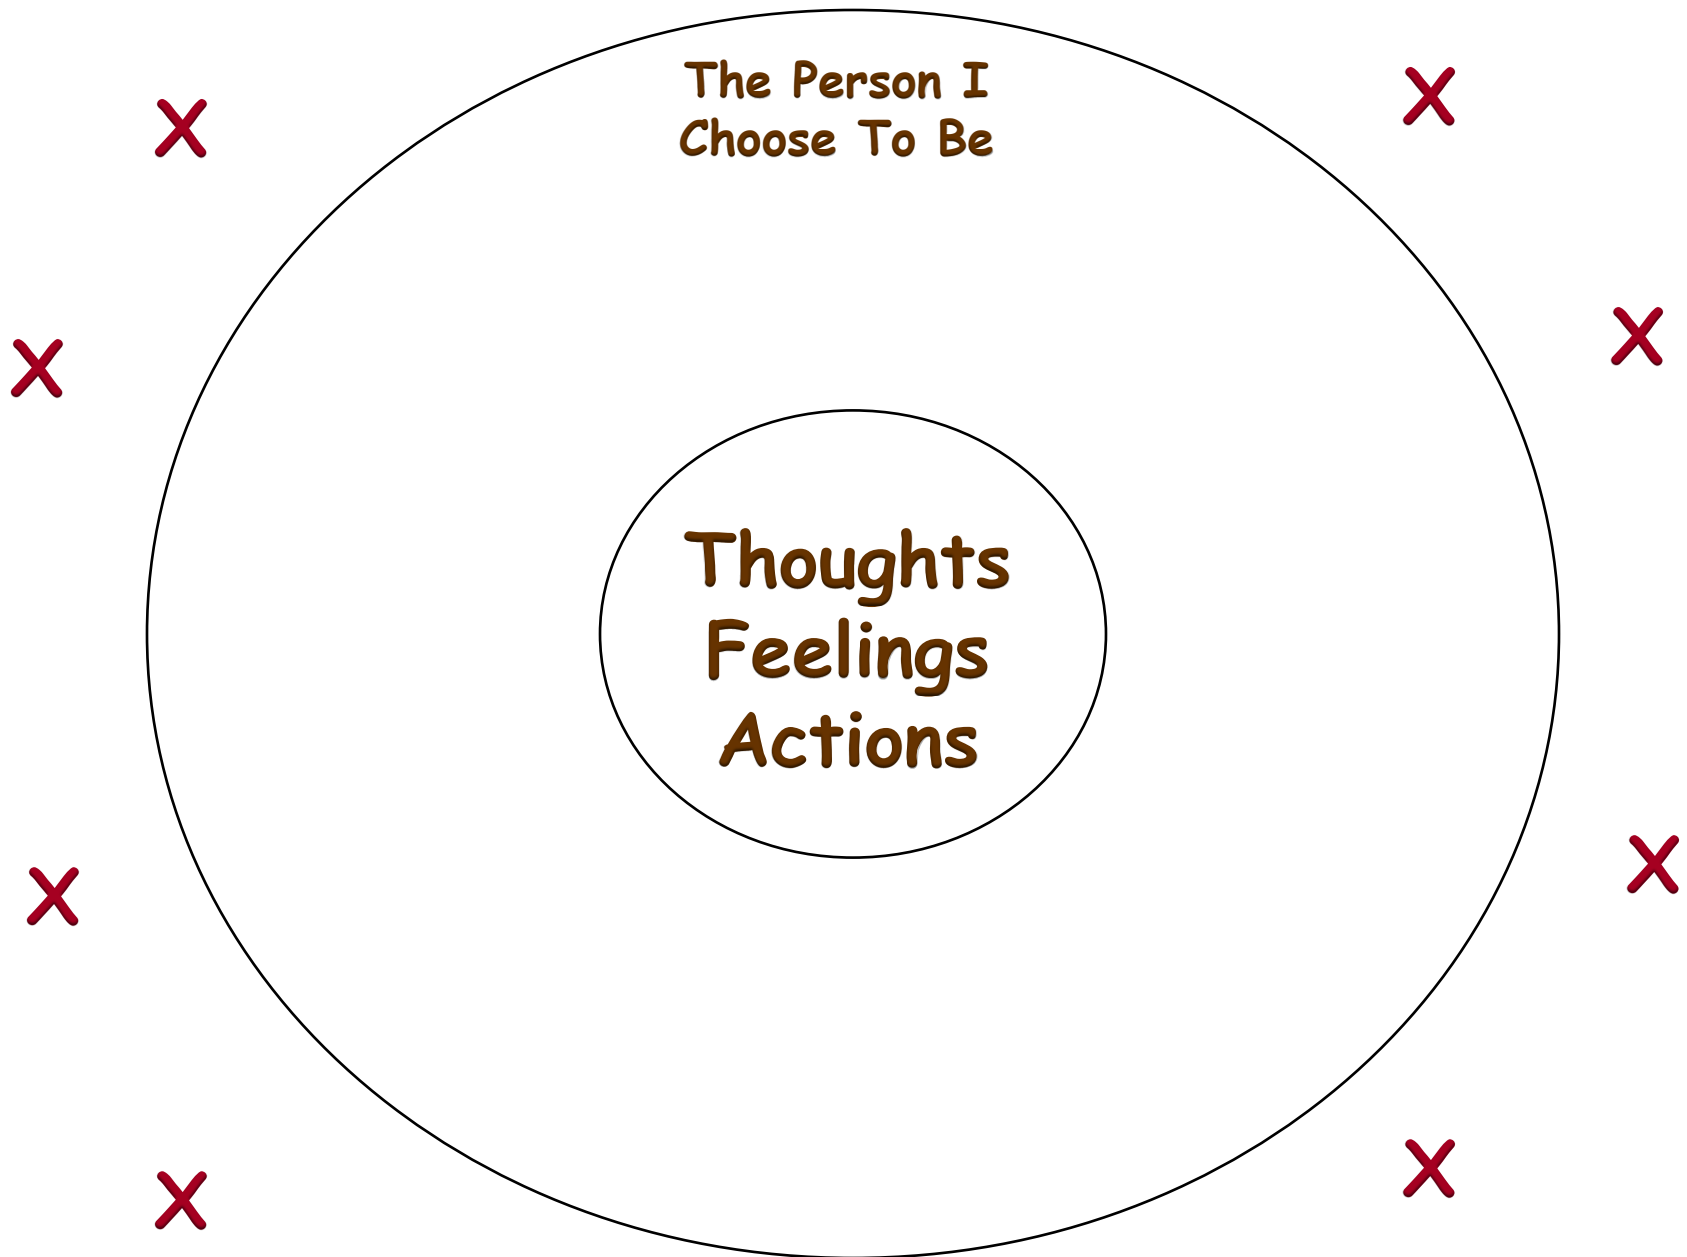 The Person I
Choose To Be
X
X
X
X
Thoughts
Feelings
Actions
X
X
X
X